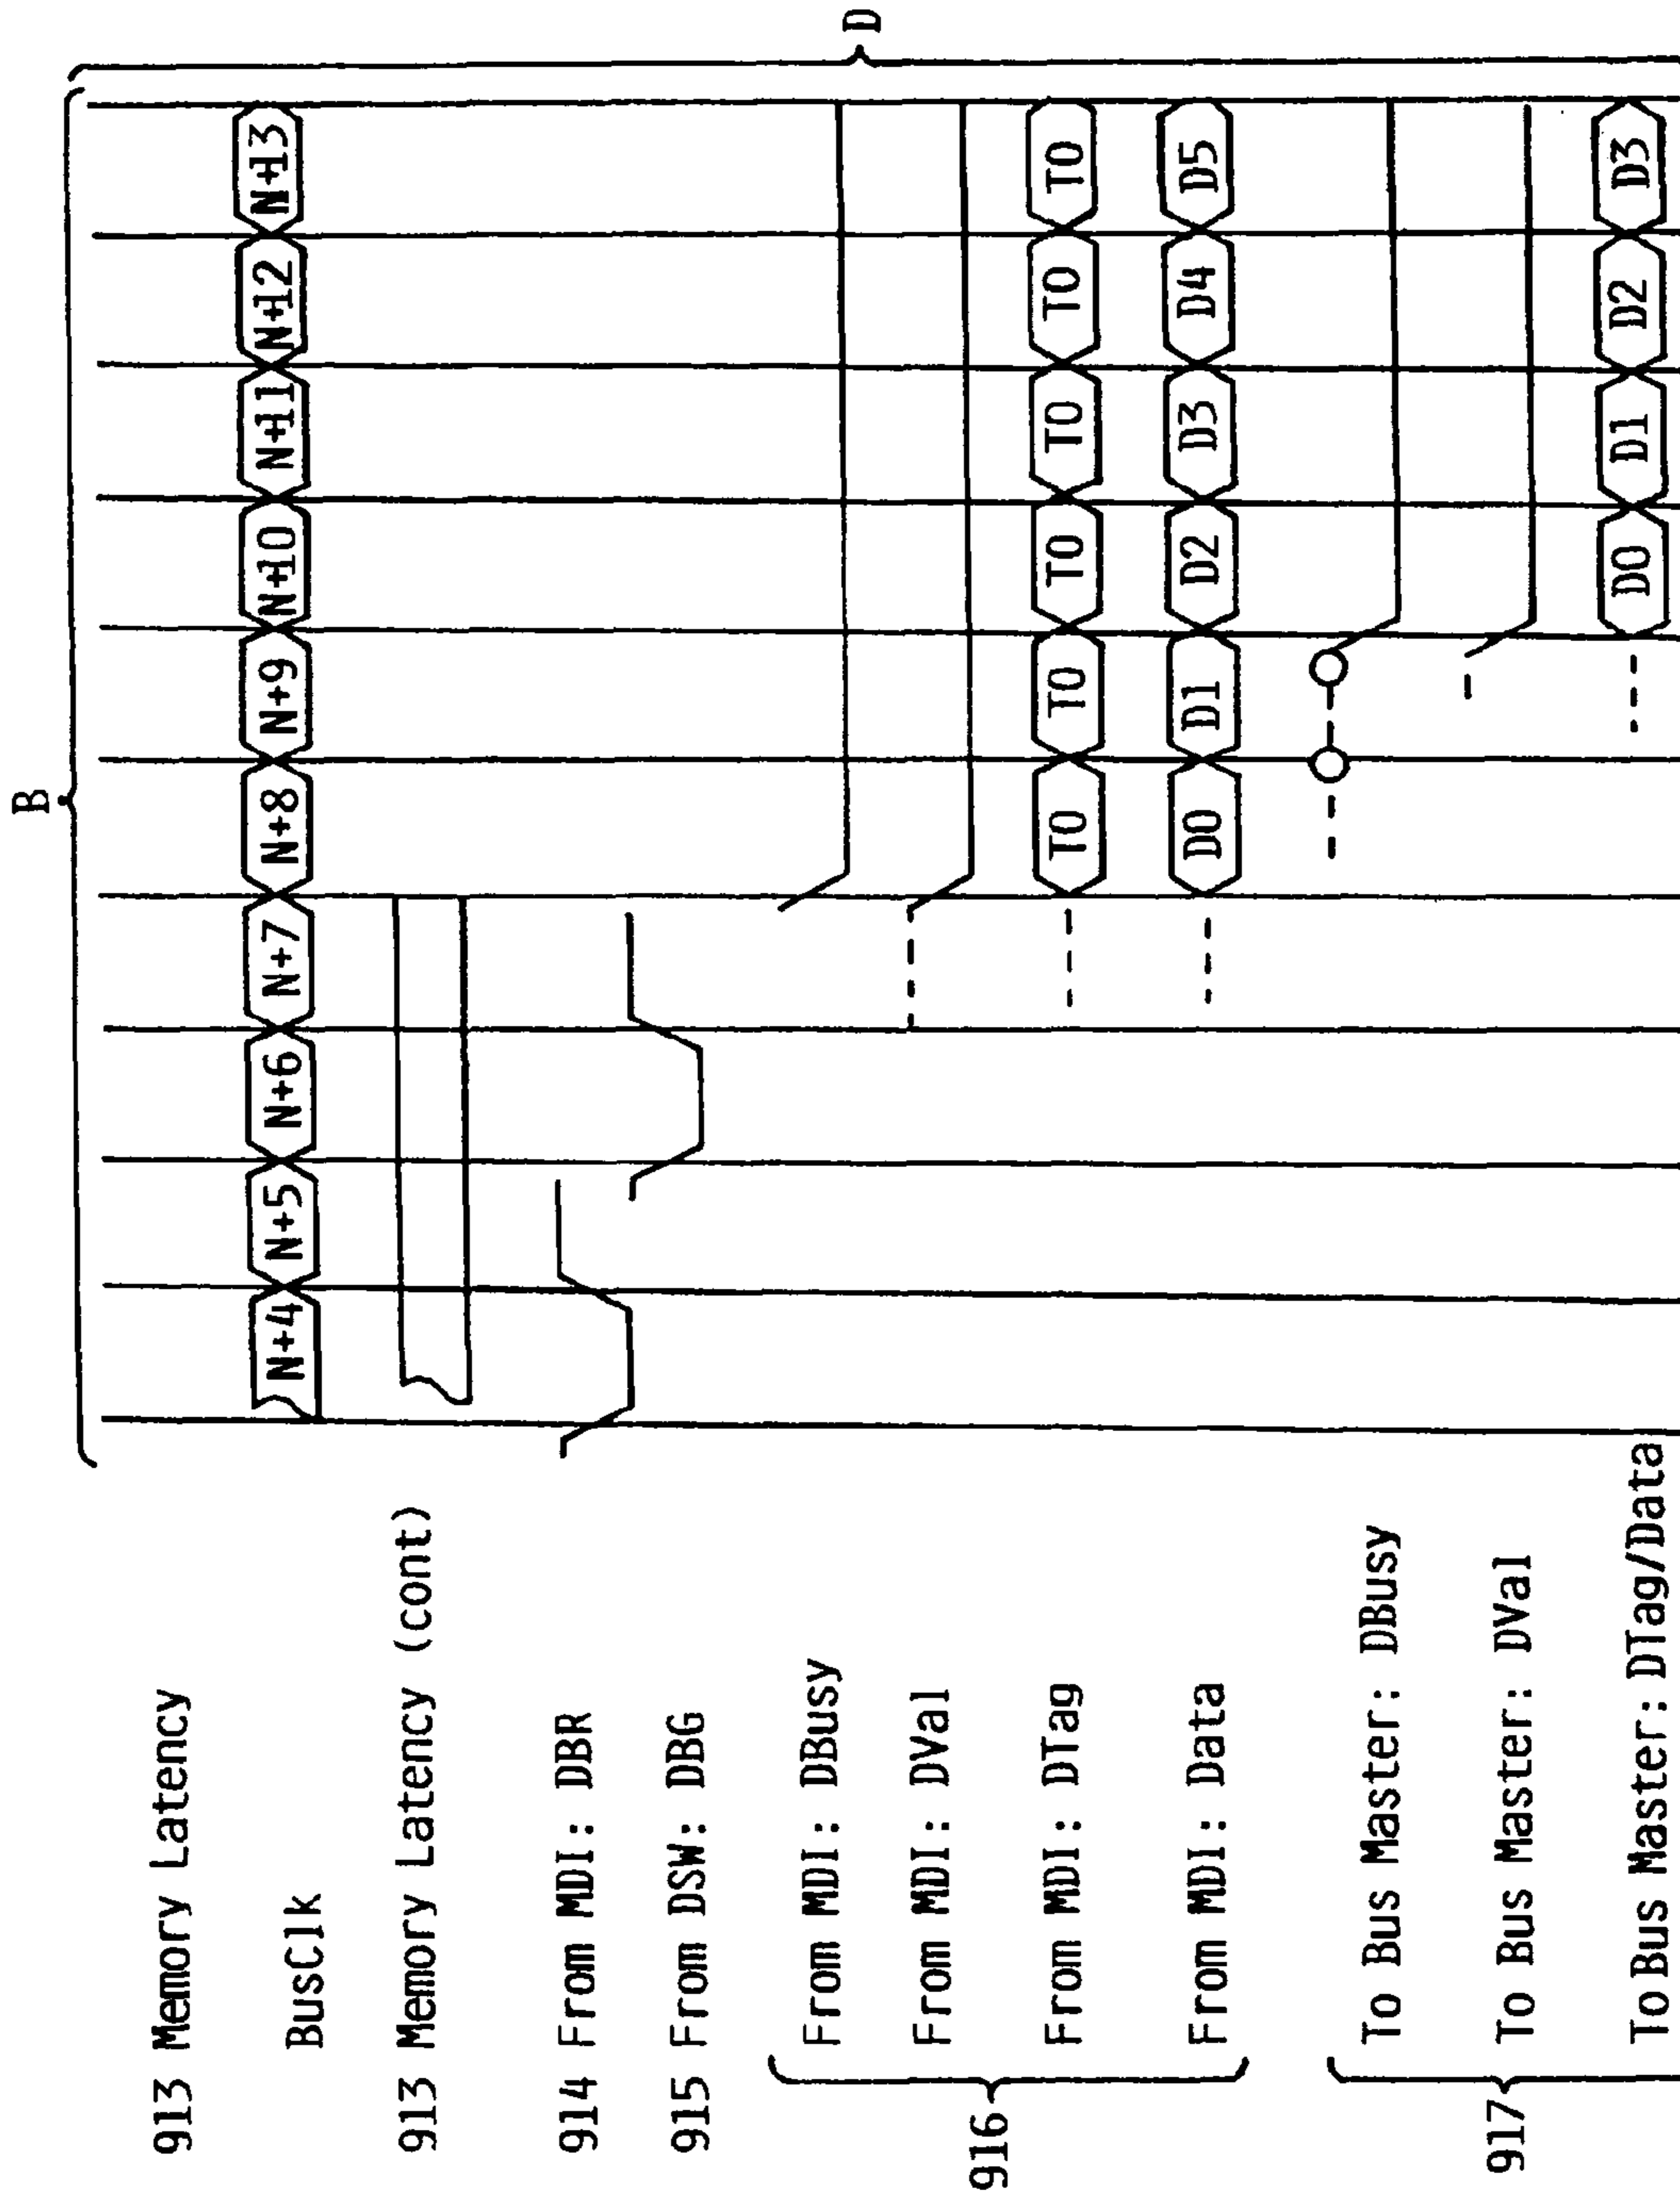 B
D
913 Memory Latency
BusClk N+4 N+5 N+6 N+7 N+8 N+9 N+10 N+11 N+12 N+13
913 Memory Latency (cont)
914 From MDI: DBR
915 From DSW: DBG
916
From MDI: DBusy
From MDI: DVal
From MDI: DTag T0 T0 T0 T0 T0 T0
From MDI: Data D0 D1 D2 D3 D4 D5
917
To Bus Master: DBusy
To Bus Master: DVal
To Bus Master: DTag/Data D0 D1 D2 D3